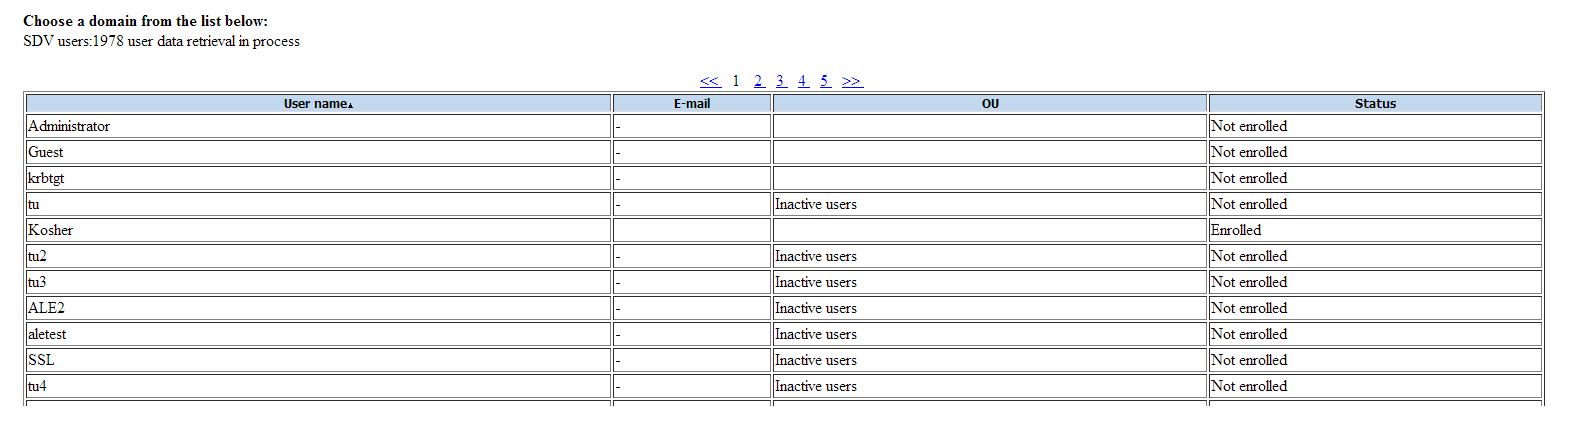 Choose a domain from the list below:
SDV users:1978 user data retrieval in process
<< 1 2 3 4 5 >>
User name▴ E-mail OU Status
Administrator - Not enrolled
Guest - Not enrolled
krbtgt - Not enrolled
tu - Inactive users Not enrolled
Kosher Enrolled
tu2 - Inactive users Not enrolled
tu3 - Inactive users Not enrolled
ALE2 - Inactive users Not enrolled
aletest - Inactive users Not enrolled
SSL - Inactive users Not enrolled
tu4 - Inactive users Not enrolled